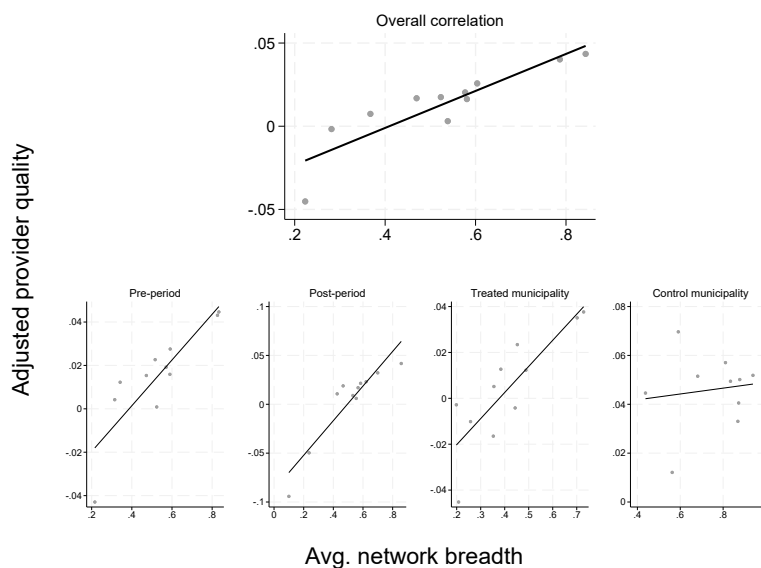 Overall correlation
.05
0
-.05
.2 .4 .6 .8
Adjusted provider quality
Pre-period
.04
.02
0
-.02
-.04
.2 .4 .6 .8
Post-period
.1
.05
0
-.05
-.1
0 .2 .4 .6 .8
Treated municipality
.04
.02
0
-.02
-.04
.2 .3 .4 .5 .6 .7
Control municipality
.08
.06
.04
.02
0
.4 .6 .8
Avg. network breadth